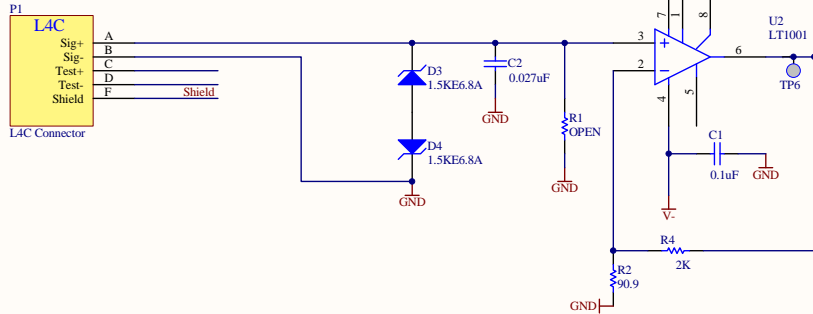 P1
L4C
Sig+ A
Sig- B
Test+ C
Test- D
Shield F
Shield
L4C Connector
D3
1.5KE6.8A
D4
1.5KE6.8A
GND
C2
0.027uF
GND
R1
OPEN
GND
7
1
8
U2
LT1001
3
2
6
4
5
TP6
C1
0.1uF
GND
V-
R4
2K
R2
90.9
GND